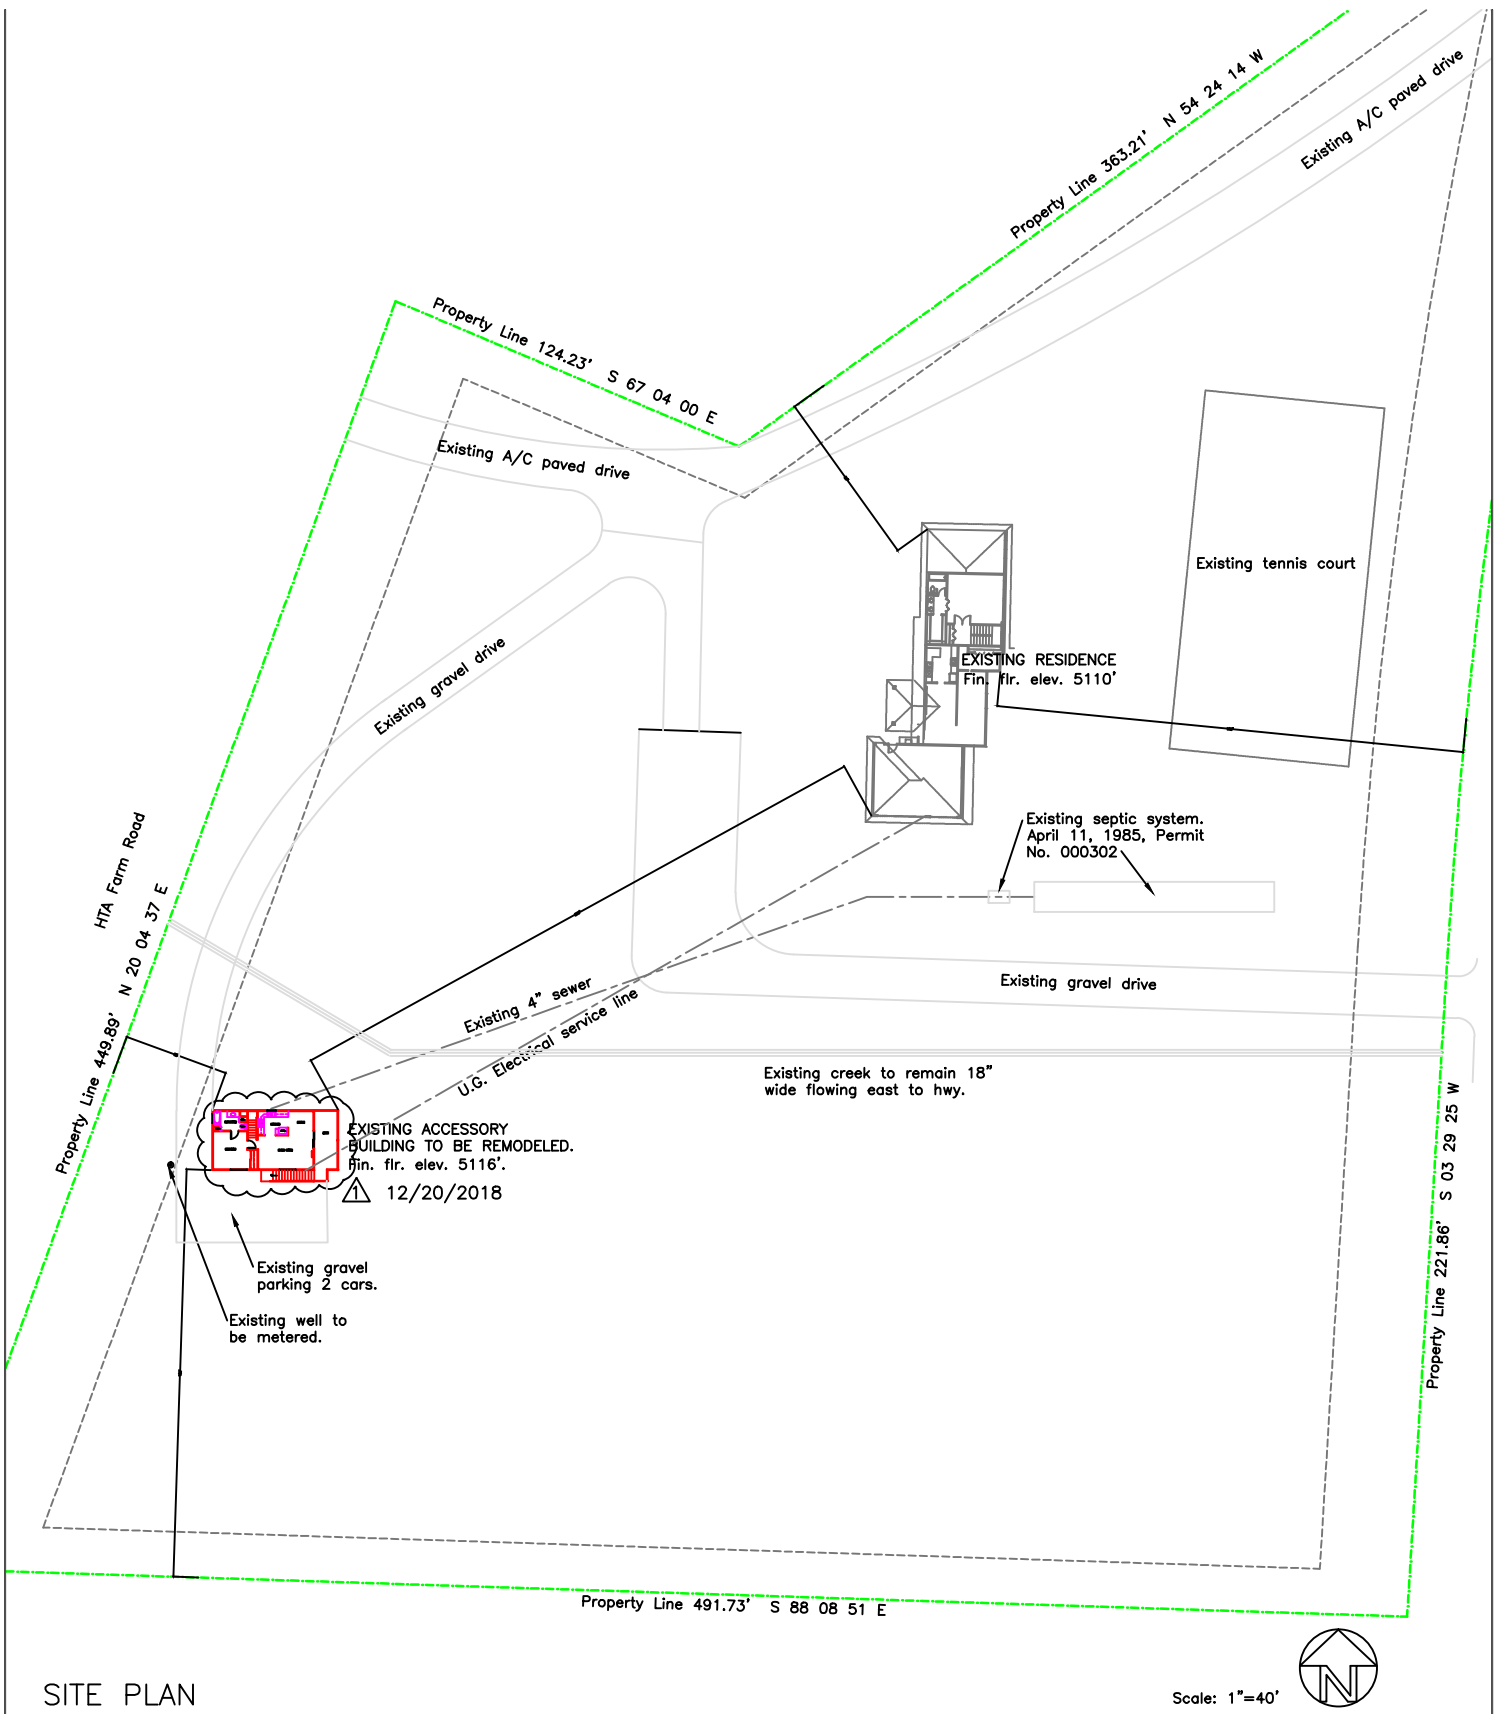 Property Line 363.21' N 54 24 14 W
Existing A/C paved drive
Property Line 124.23' S 67 04 00 E
Existing A/C paved drive
Existing tennis court
EXISTING RESIDENCE
Fin. flr. elev. 5110'
Existing gravel drive
HTA Farm Road
Existing septic system.
April 11, 1985, Permit
No. 000302
Property Line 449.89' N 20 04 37 E
Existing 4" sewer
U.G. Electrical service line
Existing gravel drive
Existing creek to remain 18"
wide flowing east to hwy.
EXISTING ACCESSORY
BUILDING TO BE REMODELED.
Fin. flr. elev. 5116'.
1
12/20/2018
Existing gravel
parking 2 cars.
Existing well to
be metered.
Property Line 221.86' S 03 29 25 W
Property Line 491.73' S 88 08 51 E
SITE PLAN
Scale: 1"=40'
N